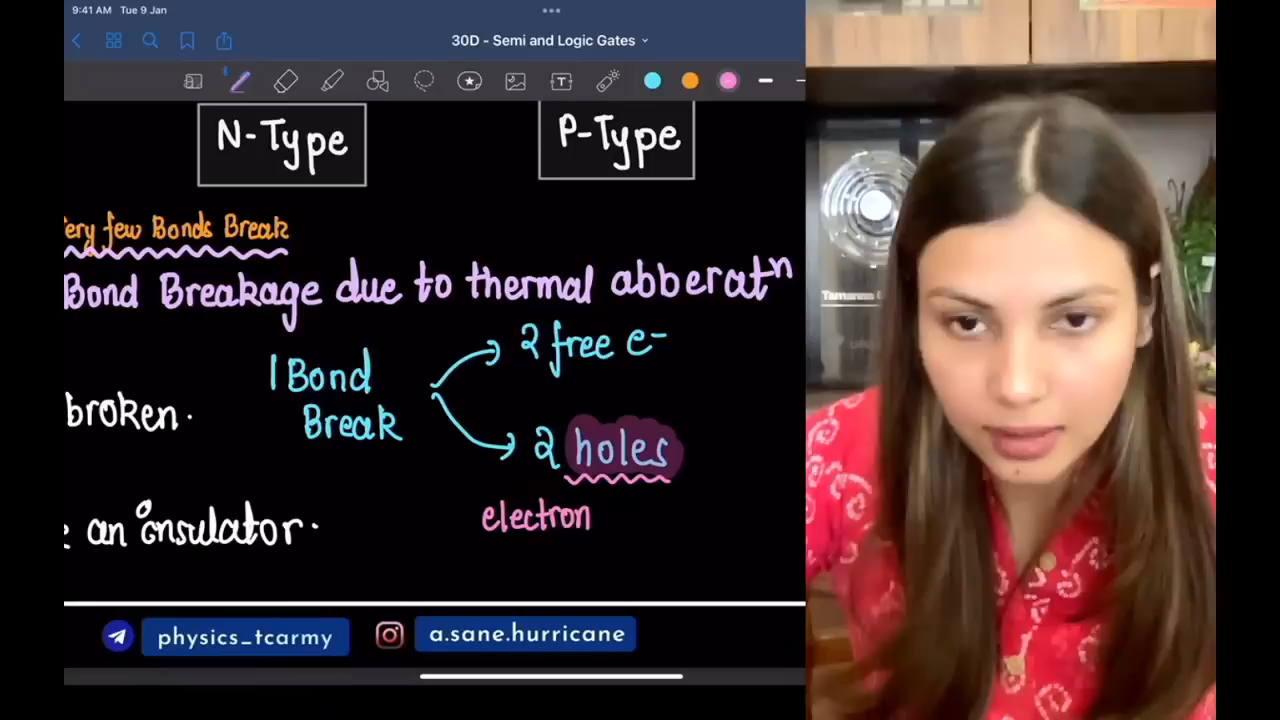 9:41 AM Tue 9 Jan
30D - Semi and Logic Gates
N-Type
P-Type
ery few Bonds Break
Bond Breakage due to thermal abberatⁿ
1 Bond
Break
2 free e-
2 holes
broken.
electron
an insulator.
physics_tcarmy
a.sane.hurricane